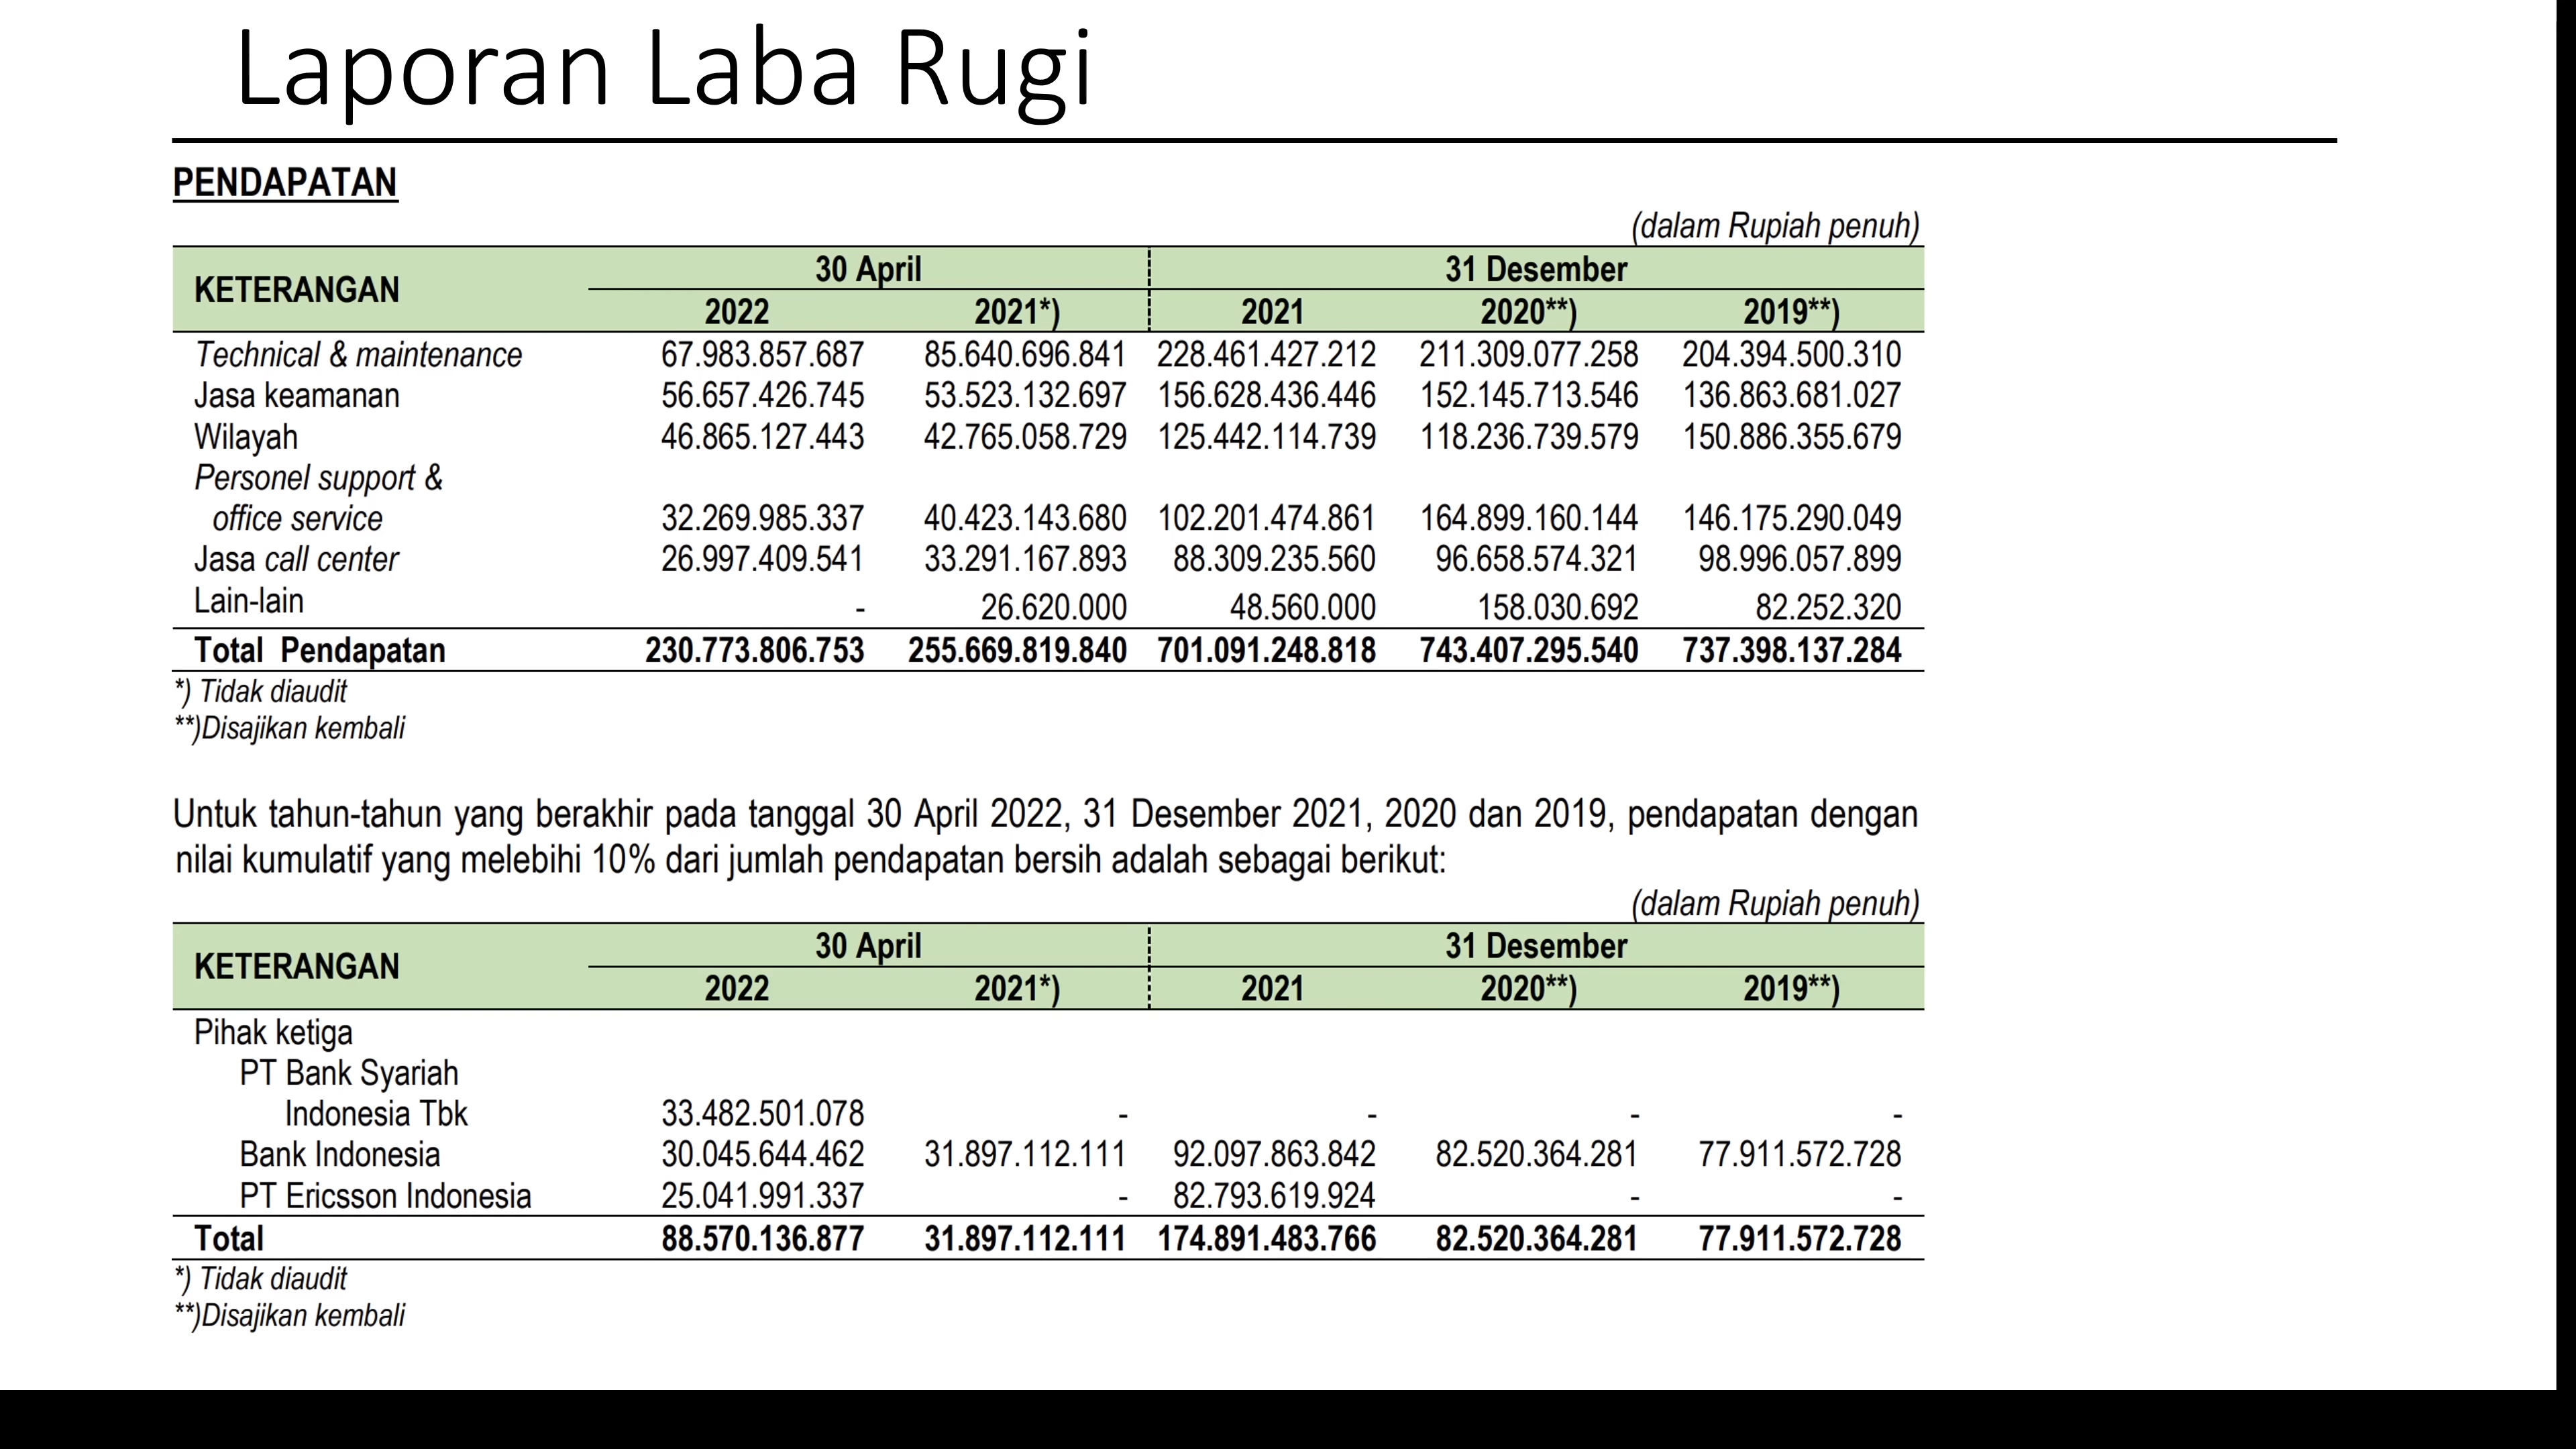 Laporan Laba Rugi
PENDAPATAN
(dalam Rupiah penuh)
KETERANGAN 30 April 31 Desember
2022 2021*) 2021 2020**) 2019**)
Technical & maintenance 67.983.857.687 85.640.696.841 228.461.427.212 211.309.077.258 204.394.500.310
Jasa keamanan 56.657.426.745 53.523.132.697 156.628.436.446 152.145.713.546 136.863.681.027
Wilayah 46.865.127.443 42.765.058.729 125.442.114.739 118.236.739.579 150.886.355.679
Personel support &
office service 32.269.985.337 40.423.143.680 102.201.474.861 164.899.160.144 146.175.290.049
Jasa call center 26.997.409.541 33.291.167.893 88.309.235.560 96.658.574.321 98.996.057.899
Lain-lain - 26.620.000 48.560.000 158.030.692 82.252.320
Total Pendapatan 230.773.806.753 255.669.819.840 701.091.248.818 743.407.295.540 737.398.137.284
*) Tidak diaudit
**)Disajikan kembali
Untuk tahun-tahun yang berakhir pada tanggal 30 April 2022, 31 Desember 2021, 2020 dan 2019, pendapatan dengan
nilai kumulatif yang melebihi 10% dari jumlah pendapatan bersih adalah sebagai berikut:
(dalam Rupiah penuh)
KETERANGAN 30 April 31 Desember
2022 2021*) 2021 2020**) 2019**)
Pihak ketiga
PT Bank Syariah
Indonesia Tbk 33.482.501.078 - - - -
Bank Indonesia 30.045.644.462 31.897.112.111 92.097.863.842 82.520.364.281 77.911.572.728
PT Ericsson Indonesia 25.041.991.337 - 82.793.619.924 - -
Total 88.570.136.877 31.897.112.111 174.891.483.766 82.520.364.281 77.911.572.728
*) Tidak diaudit
**)Disajikan kembali